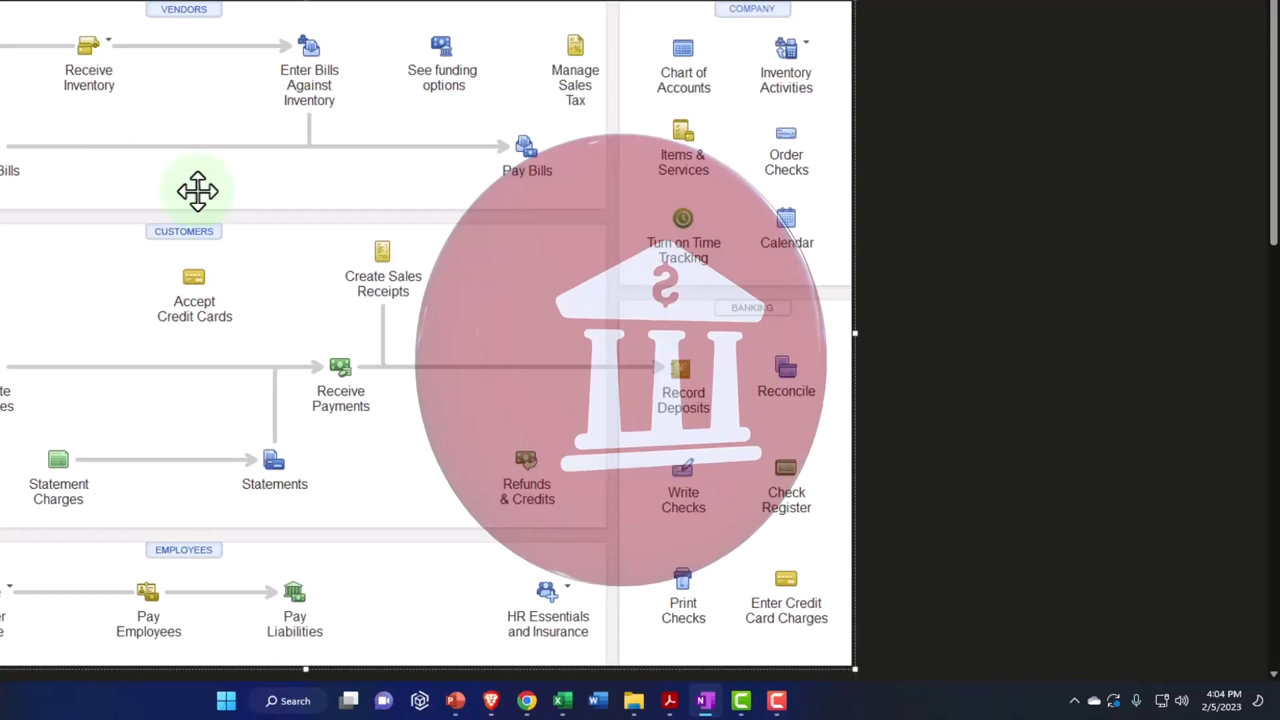 VENDORS
COMPANY
Receive
Inventory
Enter Bills
Against
Inventory
See funding
options
Manage
Sales
Tax
Chart of
Accounts
Inventory
Activities
Bills
Pay Bills
Items &
Services
Order
Checks
Turn on Time
Tracking
Calendar
CUSTOMERS
Accept
Credit Cards
Create Sales
Receipts
$
BANKING
te
es
Receive
Payments
Record
Deposits
Reconcile
Statement
Charges
Statements
Refunds
& Credits
Write
Checks
Check
Register
EMPLOYEES
r
e
Pay
Employees
Pay
Liabilities
HR Essentials
and Insurance
Print
Checks
Enter Credit
Card Charges
Search
4:04 PM
2/5/2023